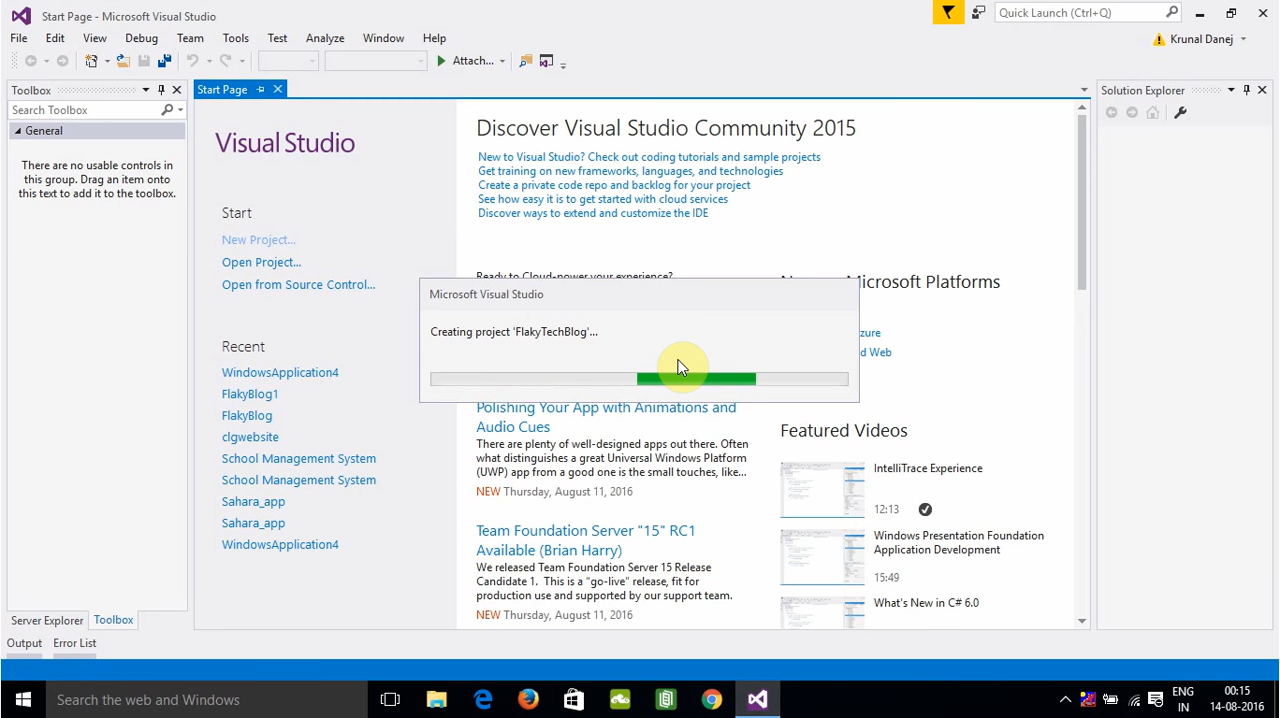 Start Page - Microsoft Visual Studio
Quick Launch (Ctrl+Q)
File Edit View Debug Team Tools Test Analyze Window Help
Krunal Danej
Attach...
Toolbox
Start Page
Solution Explorer
Search Toolbox
General
There are no usable controls in
this group. Drag an item onto
this text to add it to the toolbox.
Visual Studio
Start
New Project...
Open Project...
Open from Source Control...
Recent
WindowsApplication4
FlakyBlog1
FlakyBlog
clgwebsite
School Management System
School Management System
Sahara_app
Sahara_app
WindowsApplication4
Discover Visual Studio Community 2015
New to Visual Studio? Check out coding tutorials and sample projects
Get training on new frameworks, languages, and technologies
Create a private code repo and backlog for your project
See how easy it is to get started with cloud services
Discover ways to extend and customize the IDE
Ready to Cloud-power your experience?
Microsoft Platforms
zure
d Web
Microsoft Visual Studio
Creating project 'FlakyTechBlog'...
Polishing Your App with Animations and
Audio Cues
There are plenty of well-designed apps out there. Often
what distinguishes a great Universal Windows Platform
(UWP) app from a good one is the small touches, like...
NEW Thursday, August 11, 2016
Team Foundation Server "15" RC1
Available (Brian Harry)
We released Team Foundation Server 15 Release
Candidate 1. This is a "go-live" release, fit for
production use and supported by our support team.
NEW Thursday, August 11, 2016
Featured Videos
IntelliTrace Experience
12:13
Windows Presentation Foundation
Application Development
15:49
What's New in C# 6.0
Server Explorer Toolbox
Output Error List
Search the web and Windows
ENG
IN
00:15
14-08-2016